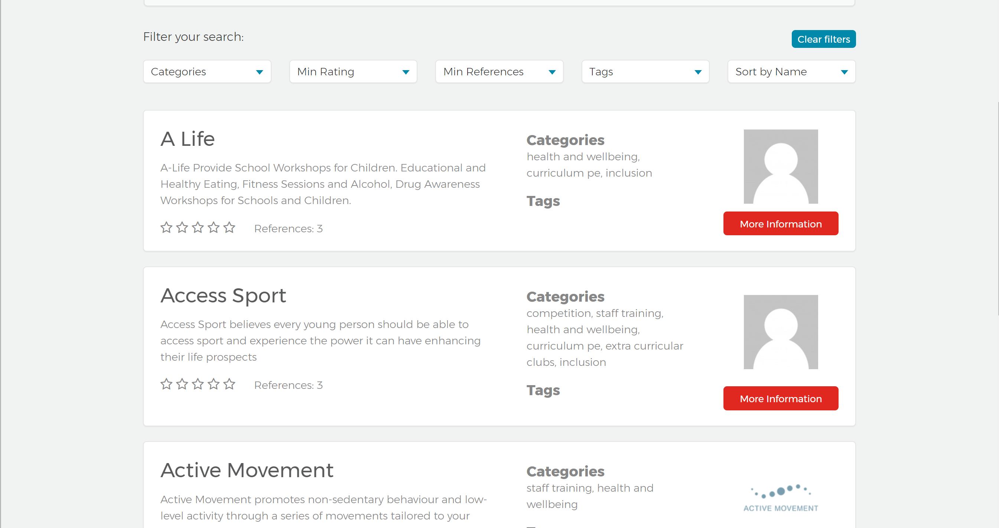 Filter your search:
Clear filters
Categories
Min Rating
Min References
Tags
Sort by Name
A Life
A-Life Provide School Workshops for Children. Educational and
Healthy Eating, Fitness Sessions and Alcohol, Drug Awareness
Workshops for Schools and Children.
References: 3
Categories
health and wellbeing,
curriculum pe, inclusion
Tags
More Information
Access Sport
Access Sport believes every young person should be able to
access sport and experience the power it can have enhancing
their life prospects
References: 3
Categories
competition, staff training,
health and wellbeing,
curriculum pe, extra curricular
clubs, inclusion
Tags
More Information
Active Movement
Active Movement promotes non-sedentary behaviour and low-
level activity through a series of movements tailored to your
Categories
staff training, health and
wellbeing
ACTIVE MOVEMENT